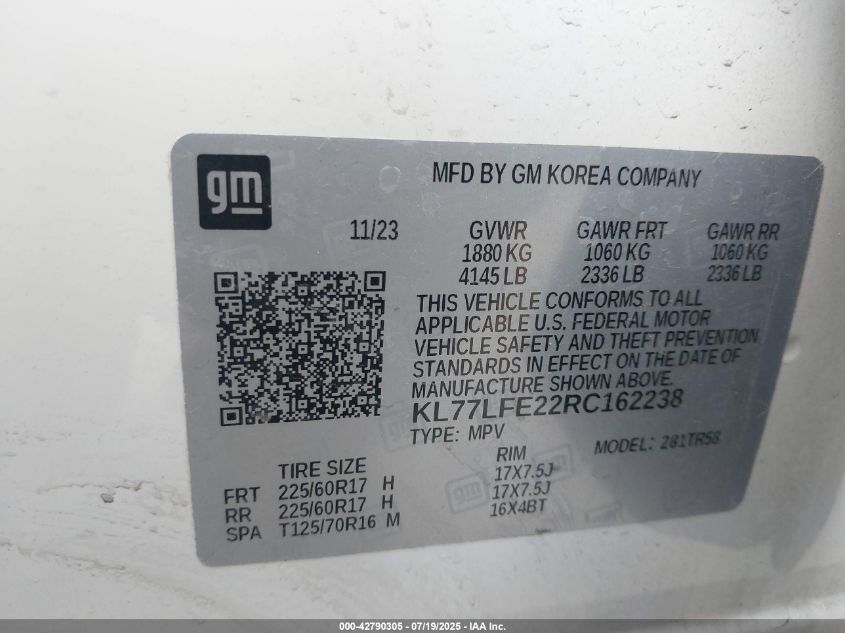 gm
MFD BY GM KOREA COMPANY
11/23
GVWR GAWR FRT GAWR RR
1880 KG 1060 KG 1060 KG
4145 LB 2336 LB 2336 LB
THIS VEHICLE CONFORMS TO ALL
APPLICABLE U.S. FEDERAL MOTOR
VEHICLE SAFETY AND THEFT PREVENTION
STANDARDS IN EFFECT ON THE DATE OF
MANUFACTURE SHOWN ABOVE.
KL77LFE22RC162238
TYPE: MPV MODEL: 281TR58
TIRE SIZE RIM
FRT 225/60R17 H 17X7.5J
RR 225/60R17 H 17X7.5J
SPA T125/70R16 M 16X4BT
000-42790305 - 07/19/2025 - IAA Inc.